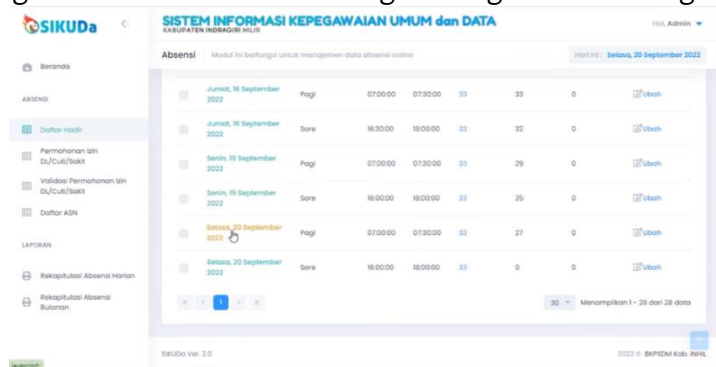 SIKUDa
SISTEM INFORMASI KEPEGAWAIAN UMUM dan DATA
KABUPATEN INDRAGIRI HILIR
Hai, Admin
Absensi Modul ini berfungsi untuk manajemen data absensi online
Hari ini : Selasa, 20 September 2022
Beranda
ABSENSI
Daftar Hadir
Permohonan Izin
DL/Cuti/Sakit
Validasi Permohonan Izin
DL/Cuti/Sakit
Daftar ASN
LAPORAN
Rekapitulasi Absensi Harian
Rekapitulasi Absensi
Bulanan
Jumat, 16 September
2022 Pagi 07:00:00 07:30:00 33 33 0 Ubah
Jumat, 16 September
2022 Sore 16:30:00 18:00:00 33 32 0 Ubah
Senin, 19 September
2022 Pagi 07:00:00 07:30:00 33 29 0 Ubah
Senin, 19 September
2022 Sore 16:00:00 18:00:00 33 25 0 Ubah
Selasa, 20 September
2022 Pagi 07:00:00 07:30:00 33 27 0 Ubah
Selasa, 20 September
2022 Sore 16:00:00 18:00:00 33 0 0 Ubah
1
30 Menampilkan 1 - 28 dari 28 data
SIKUDa Ver. 2.0
2022 © BKPSDM Kab. INHIL